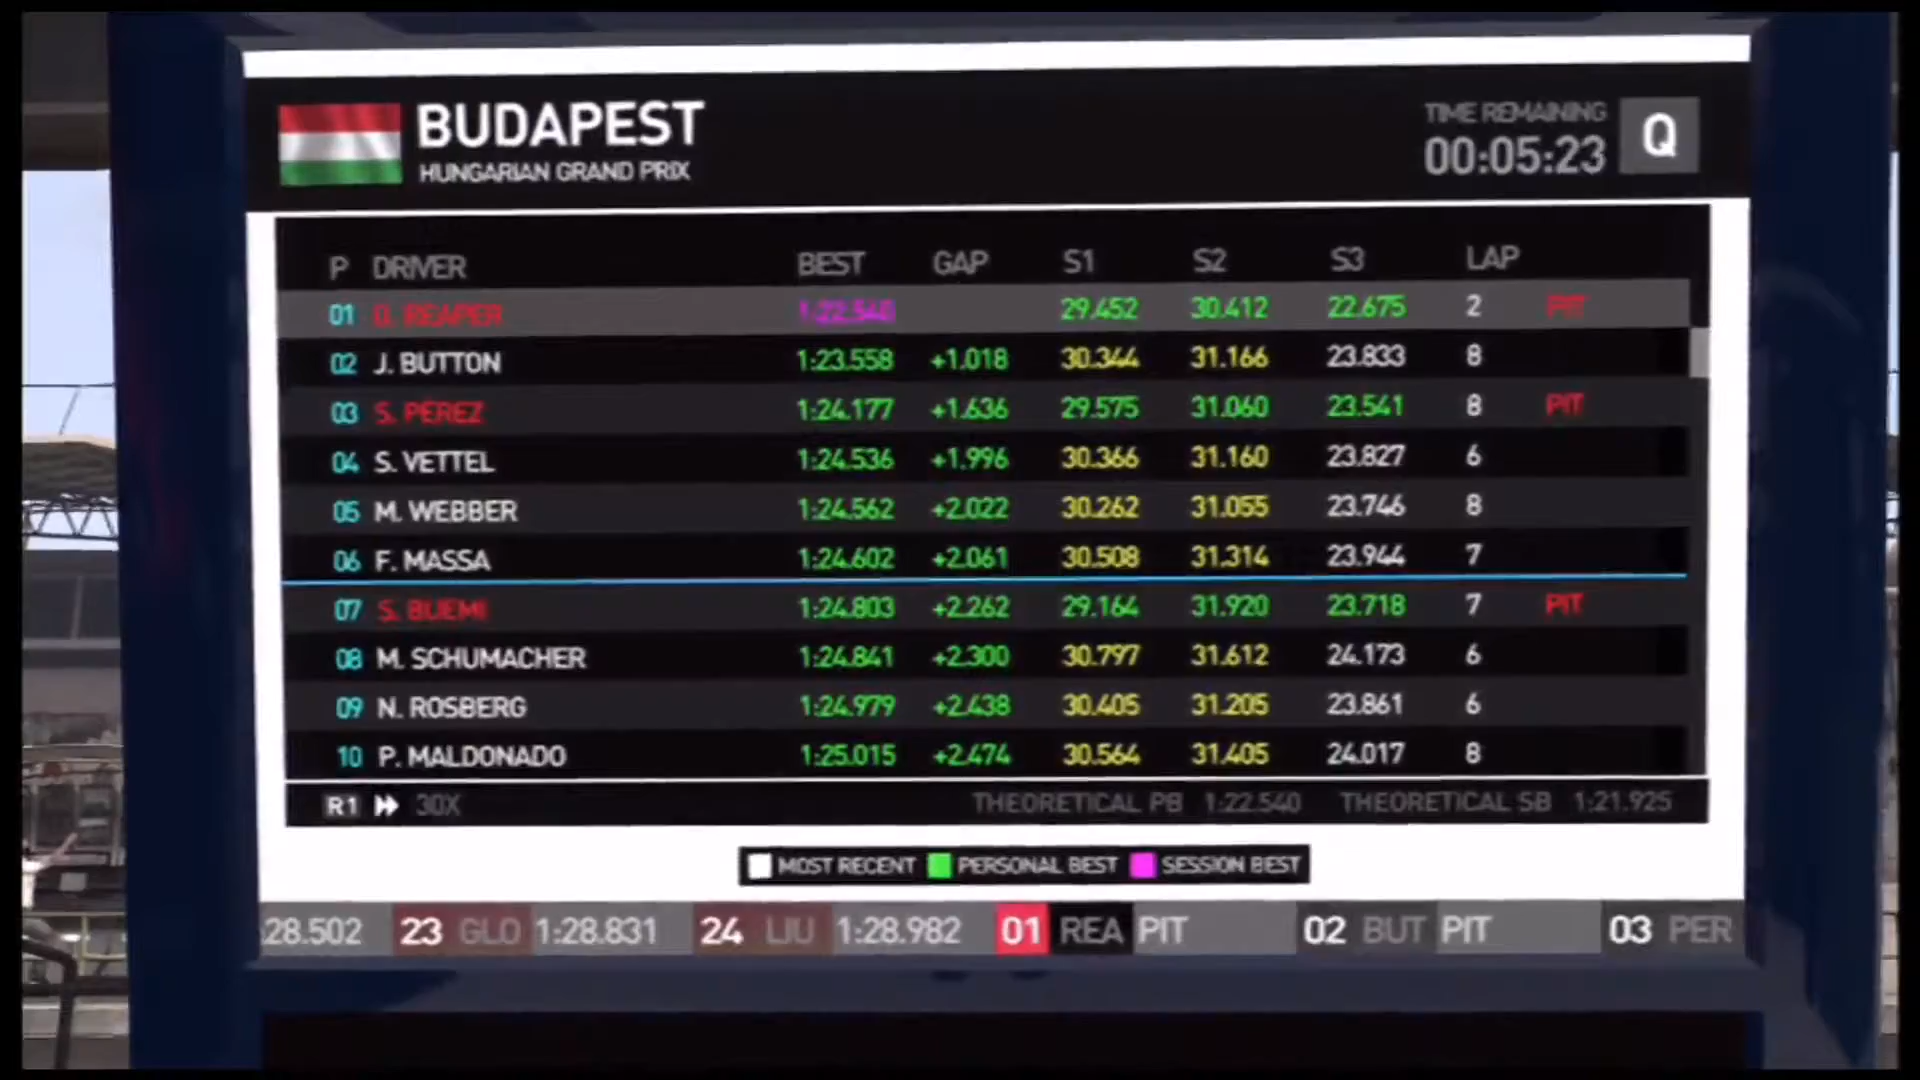 BUDAPEST
HUNGARIAN GRAND PRIX
TIME REMAINING
00:05:23
Q
P DRIVER BEST GAP S1 S2 S3 LAP
01 D. REAPER 1:22.540 29.452 30.412 22.675 2 PIT
02 J. BUTTON 1:23.558 +1.018 30.344 31.166 23.833 8
03 S. PÉREZ 1:24.177 +1.636 29.575 31.060 23.541 8 PIT
04 S. VETTEL 1:24.536 +1.996 30.366 31.160 23.827 6
05 M. WEBBER 1:24.562 +2.022 30.262 31.055 23.746 8
06 F. MASSA 1:24.602 +2.061 30.508 31.314 23.944 7
07 S. BUEMI 1:24.803 +2.262 29.164 31.920 23.718 7 PIT
08 M. SCHUMACHER 1:24.841 +2.300 30.797 31.612 24.173 6
09 N. ROSBERG 1:24.979 +2.438 30.405 31.205 23.861 6
10 P. MALDONADO 1:25.015 +2.474 30.564 31.405 24.017 8
R1 30X THEORETICAL PB 1:22.540 THEORETICAL SB 1:21.925
MOST RECENT PERSONAL BEST SESSION BEST
:28.502 23 GLO 1:28.831 24 LIU 1:28.982 01 REA PIT 02 BUT PIT 03 PER